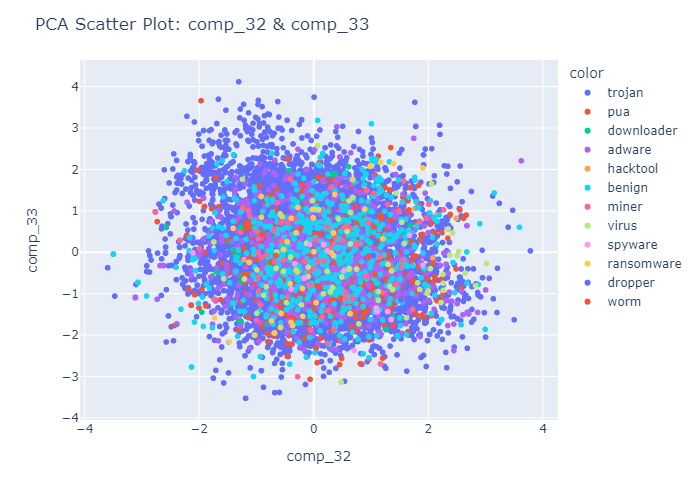 PCA Scatter Plot: comp_32 & comp_33
comp_33
4
3
2
1
0
−1
−2
−3
−4
−4
−2
0
2
4
comp_32
color
trojan
pua
downloader
adware
hacktool
benign
miner
virus
spyware
ransomware
dropper
worm